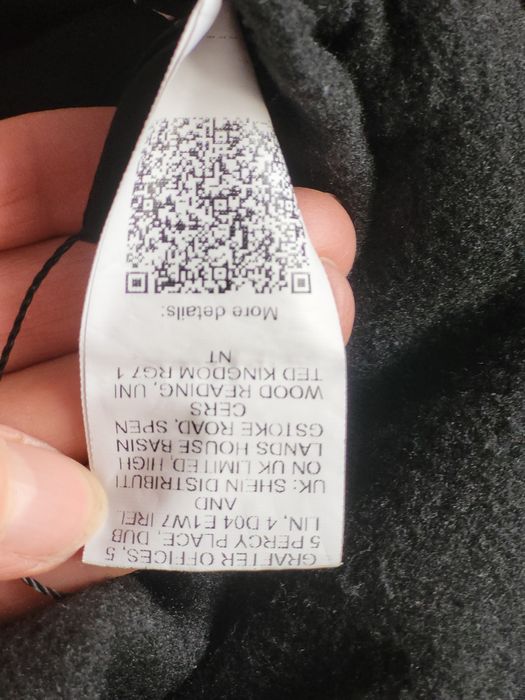 GRAFTER OFFICES, 5
5 PERCY PLACE, DUB
LIN, 4 D04 E1W7 IREL
AND
UK: SHEIN DISTRIBUTI
ON UK LIMITED, HIGH
LANDS HOUSE BASIN
GSTOKE ROAD, SPEN
CERS
WOOD READING, UNI
TED KINGDOM RG7 1
NT
More details: